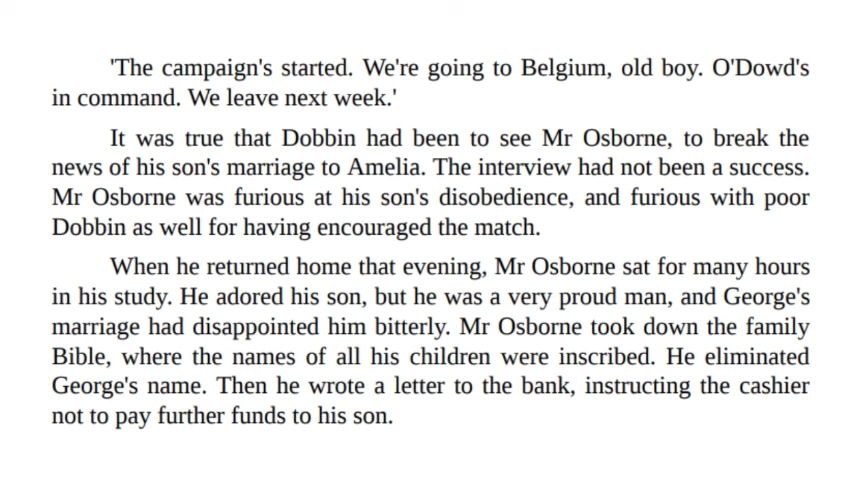 'The campaign's started. We're going to Belgium, old boy. O'Dowd's
in command. We leave next week.'
It was true that Dobbin had been to see Mr Osborne, to break the
news of his son's marriage to Amelia. The interview had not been a success.
Mr Osborne was furious at his son's disobedience, and furious with poor
Dobbin as well for having encouraged the match.
When he returned home that evening, Mr Osborne sat for many hours
in his study. He adored his son, but he was a very proud man, and George's
marriage had disappointed him bitterly. Mr Osborne took down the family
Bible, where the names of all his children were inscribed. He eliminated
George's name. Then he wrote a letter to the bank, instructing the cashier
not to pay further funds to his son.